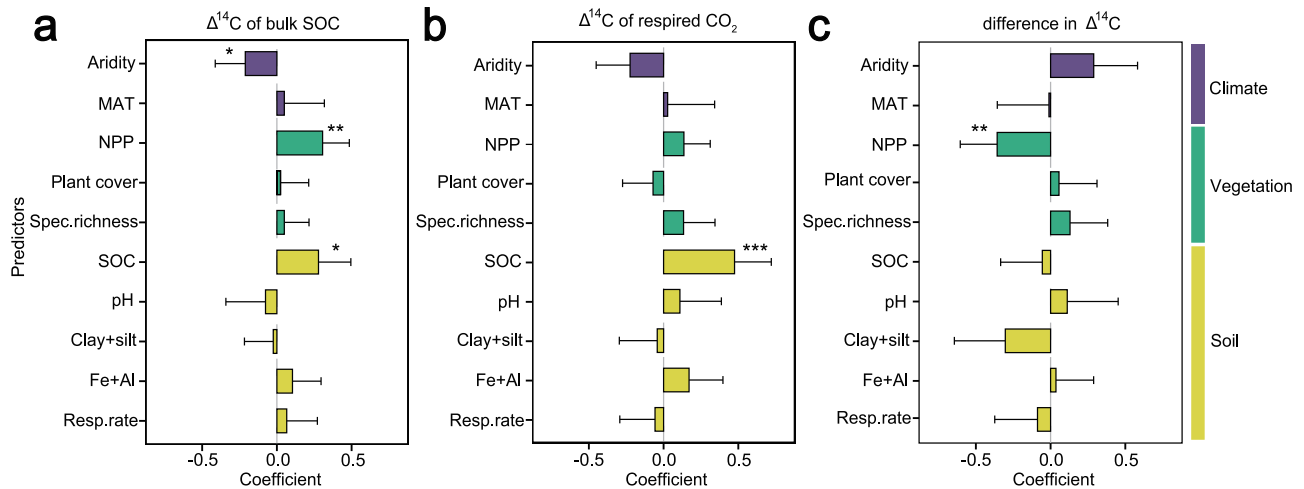 a
Δ¹⁴C of bulk SOC
Predictors
Aridity
MAT
NPP
Plant cover
Spec.richness
SOC
pH
Clay+silt
Fe+Al
Resp.rate
*
**
*
-0.5 0.0 0.5
Coefficient
b
Δ¹⁴C of respired CO₂
Aridity
MAT
NPP
Plant cover
Spec.richness
SOC
pH
Clay+silt
Fe+Al
Resp.rate
***
-0.5 0.0 0.5
Coefficient
c
difference in Δ¹⁴C
Aridity
MAT
NPP
Plant cover
Spec.richness
SOC
pH
Clay+silt
Fe+Al
Resp.rate
**
-0.5 0.0 0.5
Coefficient
Climate
Vegetation
Soil